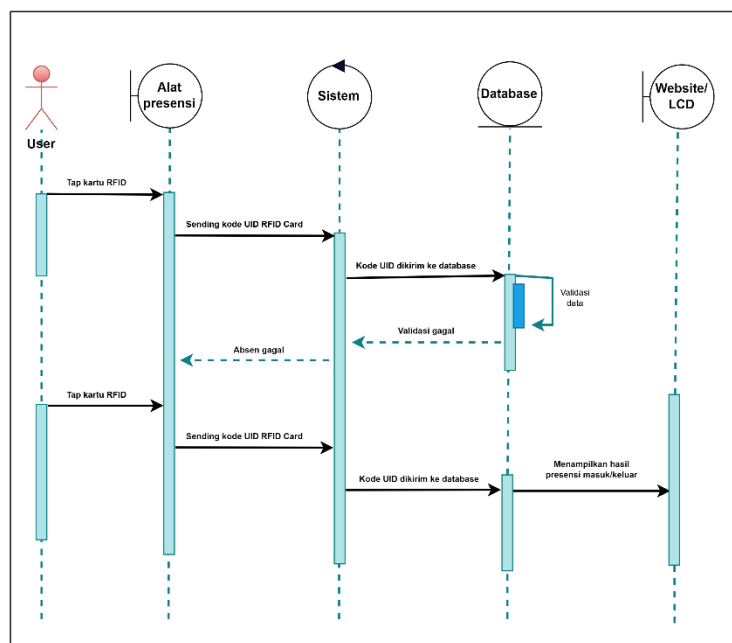 Alat
presensi
Sistem
Database
Website/
LCD
User
Tap kartu RFID
Sending kode UID RFID Card
Kode UID dikirim ke database
Validasi
data
Validasi gagal
Absen gagal
Tap kartu RFID
Sending kode UID RFID Card
Kode UID dikirim ke database
Menampilkan hasil
presensi masuk/keluar